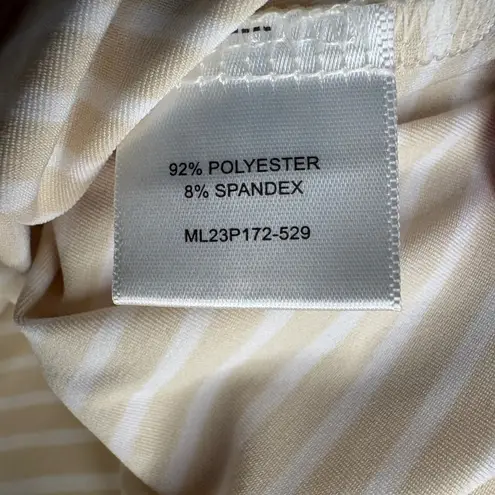 92% POLYESTER
8% SPANDEX
ML23P172-529